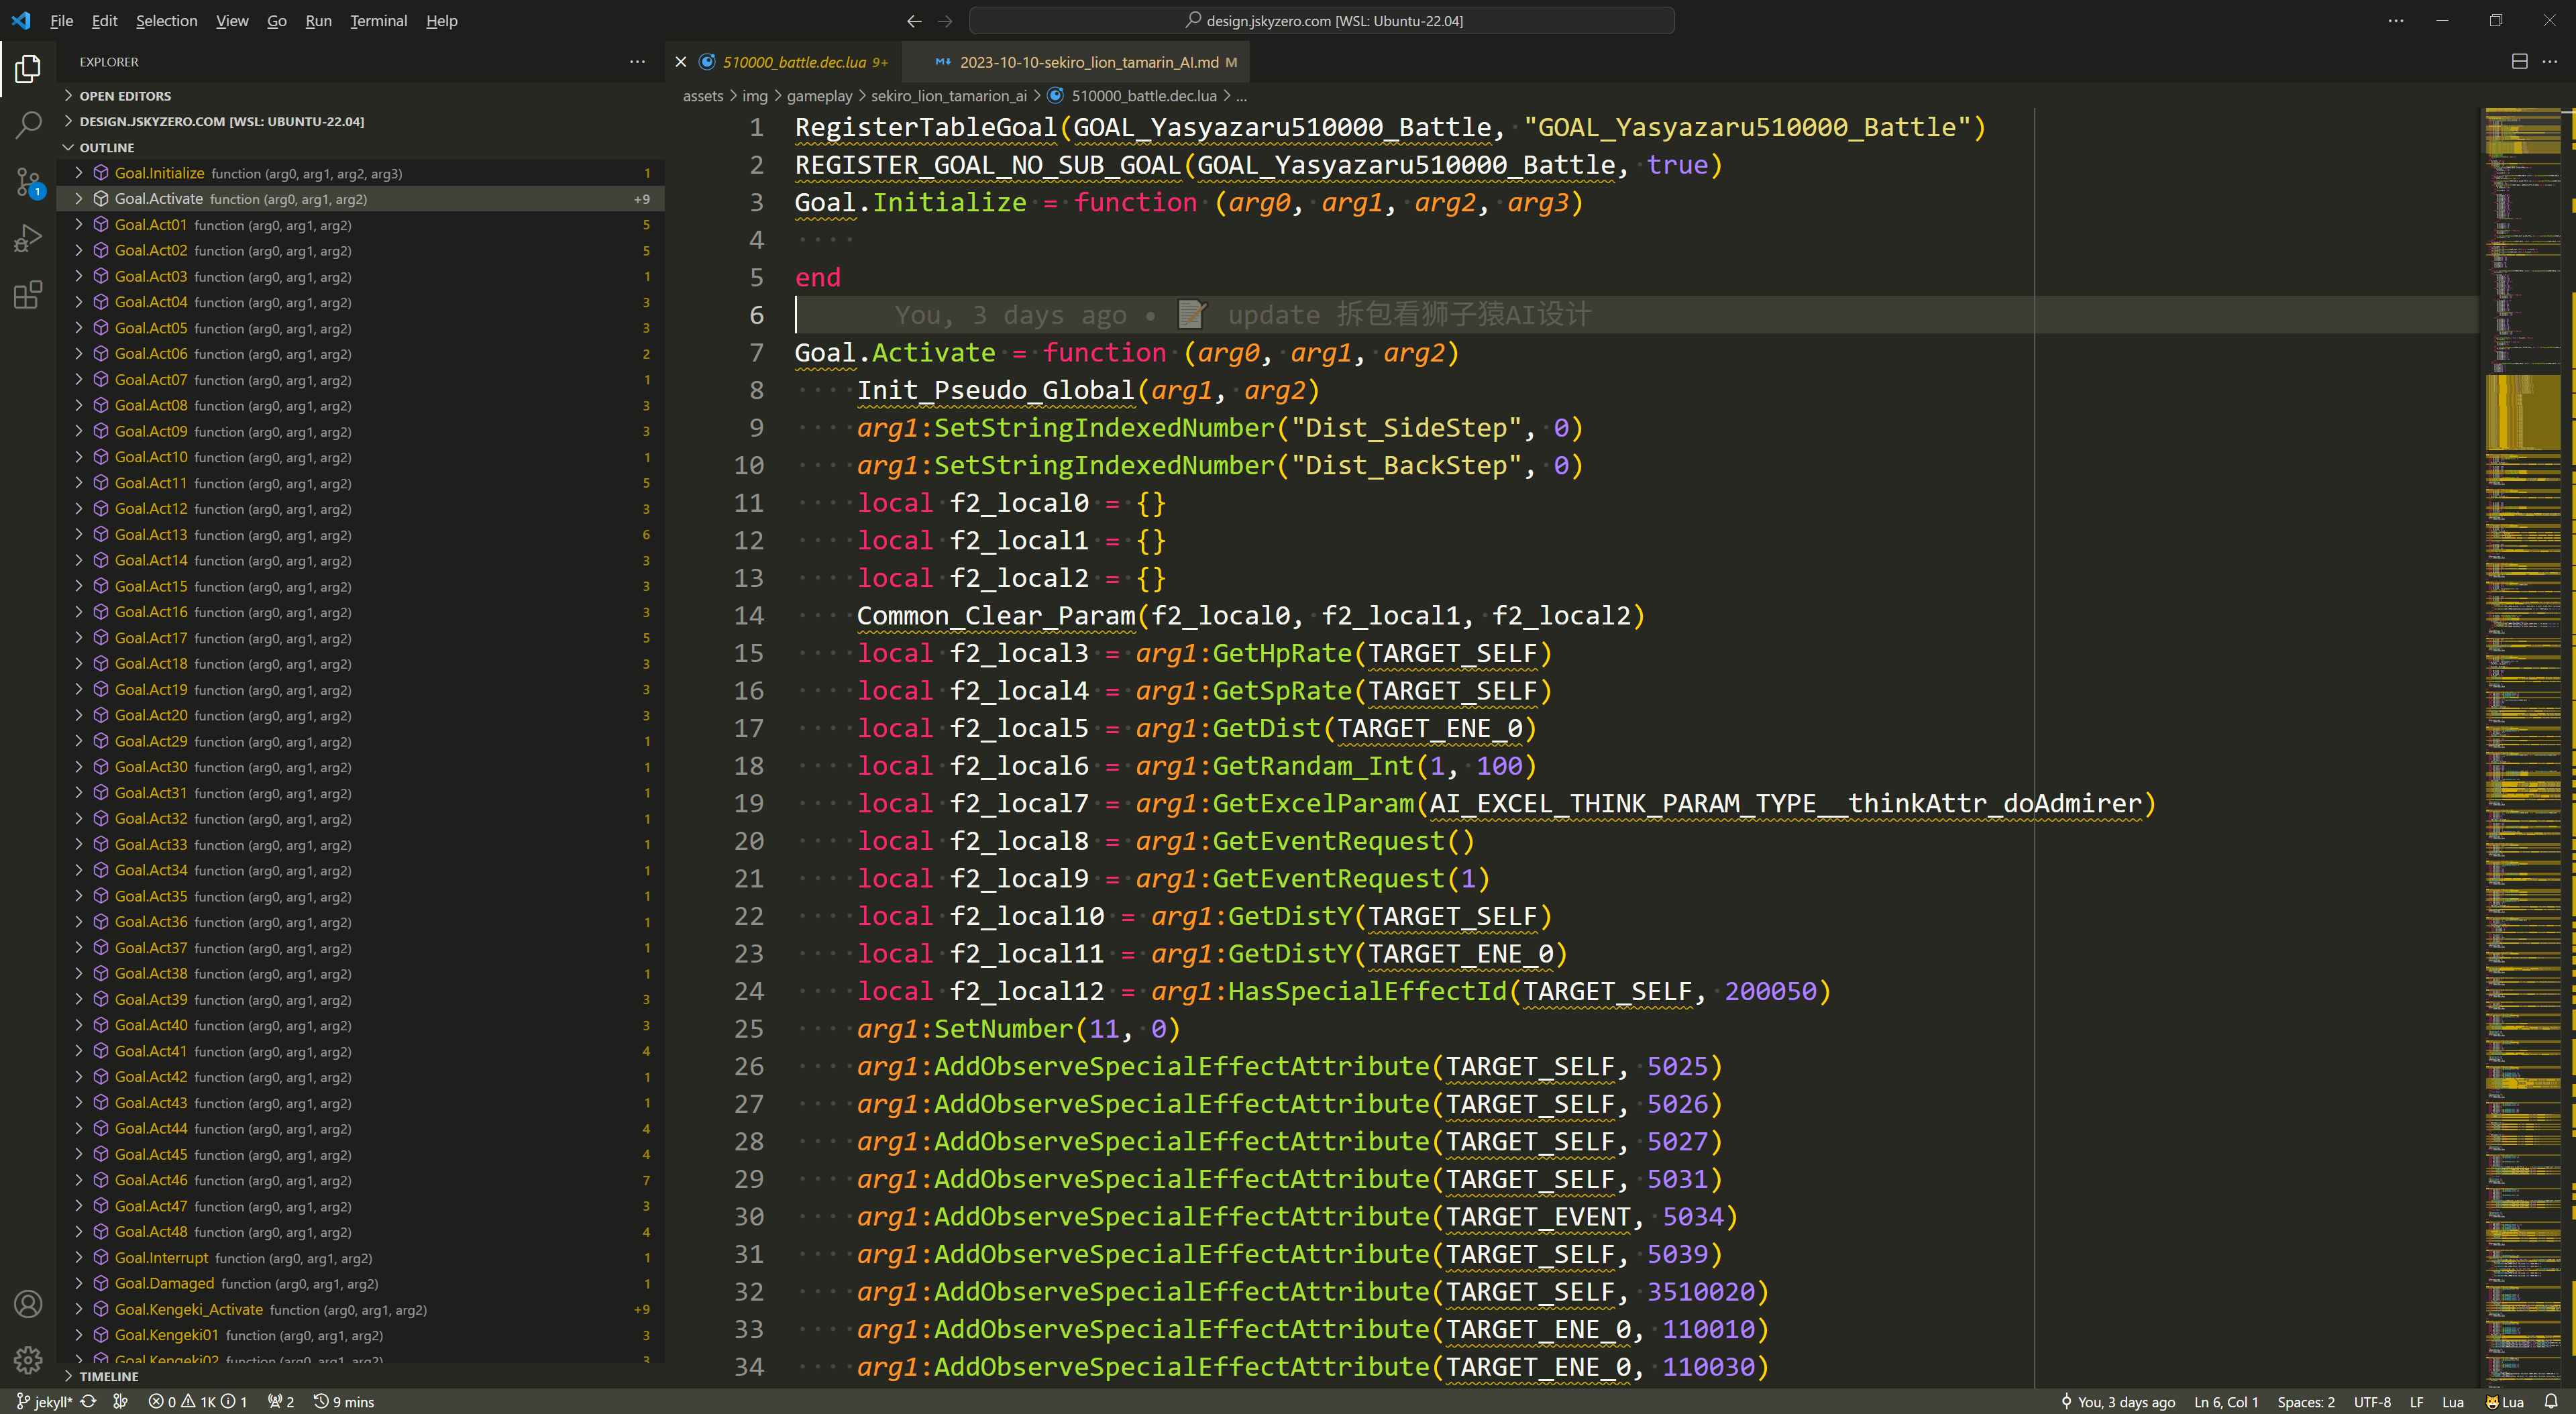 File Edit Selection View Go Run Terminal Help
design.jskyzero.com [WSL: Ubuntu-22.04]
EXPLORER
OPEN EDITORS
DESIGN.JSKYZERO.COM [WSL: UBUNTU-22.04]
OUTLINE
Goal.Initialize function (arg0, arg1, arg2, arg3) 1
Goal.Activate function (arg0, arg1, arg2) +9
Goal.Act01 function (arg0, arg1, arg2) 5
Goal.Act02 function (arg0, arg1, arg2) 5
Goal.Act03 function (arg0, arg1, arg2) 1
Goal.Act04 function (arg0, arg1, arg2) 3
Goal.Act05 function (arg0, arg1, arg2) 3
Goal.Act06 function (arg0, arg1, arg2) 2
Goal.Act07 function (arg0, arg1, arg2) 1
Goal.Act08 function (arg0, arg1, arg2) 3
Goal.Act09 function (arg0, arg1, arg2) 3
Goal.Act10 function (arg0, arg1, arg2) 1
Goal.Act11 function (arg0, arg1, arg2) 5
Goal.Act12 function (arg0, arg1, arg2) 3
Goal.Act13 function (arg0, arg1, arg2) 6
Goal.Act14 function (arg0, arg1, arg2) 3
Goal.Act15 function (arg0, arg1, arg2) 3
Goal.Act16 function (arg0, arg1, arg2) 3
Goal.Act17 function (arg0, arg1, arg2) 5
Goal.Act18 function (arg0, arg1, arg2) 3
Goal.Act19 function (arg0, arg1, arg2) 3
Goal.Act20 function (arg0, arg1, arg2) 3
Goal.Act29 function (arg0, arg1, arg2) 1
Goal.Act30 function (arg0, arg1, arg2) 1
Goal.Act31 function (arg0, arg1, arg2) 1
Goal.Act32 function (arg0, arg1, arg2) 1
Goal.Act33 function (arg0, arg1, arg2) 1
Goal.Act34 function (arg0, arg1, arg2) 1
Goal.Act35 function (arg0, arg1, arg2) 1
Goal.Act36 function (arg0, arg1, arg2) 1
Goal.Act37 function (arg0, arg1, arg2) 1
Goal.Act38 function (arg0, arg1, arg2) 1
Goal.Act39 function (arg0, arg1, arg2) 3
Goal.Act40 function (arg0, arg1, arg2) 3
Goal.Act41 function (arg0, arg1, arg2) 4
Goal.Act42 function (arg0, arg1, arg2) 1
Goal.Act43 function (arg0, arg1, arg2) 1
Goal.Act44 function (arg0, arg1, arg2) 4
Goal.Act45 function (arg0, arg1, arg2) 4
Goal.Act46 function (arg0, arg1, arg2) 7
Goal.Act47 function (arg0, arg1, arg2) 3
Goal.Act48 function (arg0, arg1, arg2) 4
Goal.Interrupt function (arg0, arg1, arg2) 1
Goal.Damaged function (arg0, arg1, arg2) 1
Goal.Kengeki_Activate function (arg0, arg1, arg2) +9
Goal.Kengeki01 function (arg0, arg1, arg2) 3
Goal.Kengeki02 function (arg0, arg1, arg2) 3
TIMELINE
510000_battle.dec.lua 9+
2023-10-10-sekiro_lion_tamarin_AI.md M
assets > img > gameplay > sekiro_lion_tamarion_ai > 510000_battle.dec.lua > ...
1 RegisterTableGoal(GOAL_Yasyazaru510000_Battle, "GOAL_Yasyazaru510000_Battle")
2 REGISTER_GOAL_NO_SUB_GOAL(GOAL_Yasyazaru510000_Battle, true)
3 Goal.Initialize = function (arg0, arg1, arg2, arg3)
4
5 end
6 You, 3 days ago • 📝 update 拆包看狮子猿AI设计
7 Goal.Activate = function (arg0, arg1, arg2)
8 Init_Pseudo_Global(arg1, arg2)
9 arg1:SetStringIndexedNumber("Dist_SideStep", 0)
10 arg1:SetStringIndexedNumber("Dist_BackStep", 0)
11 local f2_local0 = {}
12 local f2_local1 = {}
13 local f2_local2 = {}
14 Common_Clear_Param(f2_local0, f2_local1, f2_local2)
15 local f2_local3 = arg1:GetHpRate(TARGET_SELF)
16 local f2_local4 = arg1:GetSpRate(TARGET_SELF)
17 local f2_local5 = arg1:GetDist(TARGET_ENE_0)
18 local f2_local6 = arg1:GetRandam_Int(1, 100)
19 local f2_local7 = arg1:GetExcelParam(AI_EXCEL_THINK_PARAM_TYPE__thinkAttr_doAdmirer)
20 local f2_local8 = arg1:GetEventRequest()
21 local f2_local9 = arg1:GetEventRequest(1)
22 local f2_local10 = arg1:GetDistY(TARGET_SELF)
23 local f2_local11 = arg1:GetDistY(TARGET_ENE_0)
24 local f2_local12 = arg1:HasSpecialEffectId(TARGET_SELF, 200050)
25 arg1:SetNumber(11, 0)
26 arg1:AddObserveSpecialEffectAttribute(TARGET_SELF, 5025)
27 arg1:AddObserveSpecialEffectAttribute(TARGET_SELF, 5026)
28 arg1:AddObserveSpecialEffectAttribute(TARGET_SELF, 5027)
29 arg1:AddObserveSpecialEffectAttribute(TARGET_SELF, 5031)
30 arg1:AddObserveSpecialEffectAttribute(TARGET_EVENT, 5034)
31 arg1:AddObserveSpecialEffectAttribute(TARGET_SELF, 5039)
32 arg1:AddObserveSpecialEffectAttribute(TARGET_SELF, 3510020)
33 arg1:AddObserveSpecialEffectAttribute(TARGET_ENE_0, 110010)
34 arg1:AddObserveSpecialEffectAttribute(TARGET_ENE_0, 110030)
jekyll* 0 1K 1 2 9 mins
You, 3 days ago Ln 6, Col 1 Spaces: 2 UTF-8 LF Lua Lua